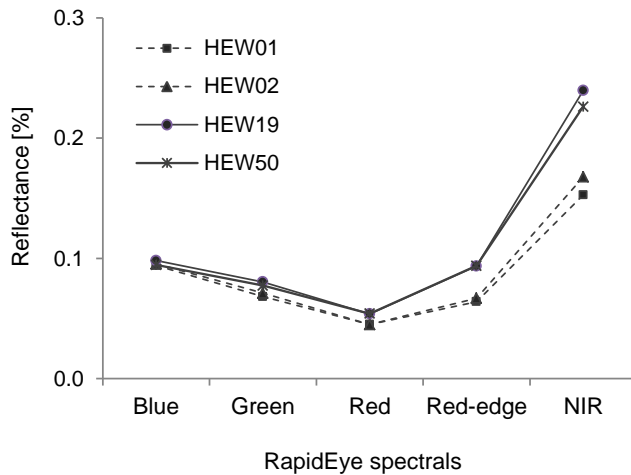 0.3
HEW01
HEW02
HEW19
HEW50
0.2
Reflectance [%]
0.1
0.0
Blue Green Red Red-edge NIR
RapidEye spectrals